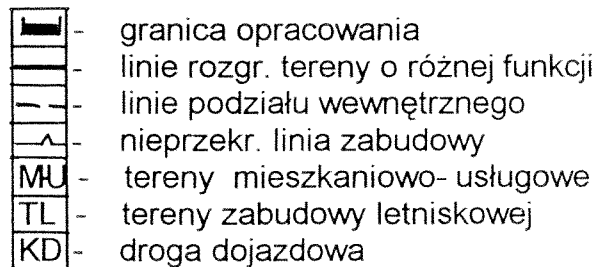 - granica opracowania
- linie rozgr. tereny o różnej funkcji
- linie podziału wewnętrznego
- nieprzekr. linia zabudowy
MU - tereny mieszkaniowo- usługowe
TL - tereny zabudowy letniskowej
KD - droga dojazdowa